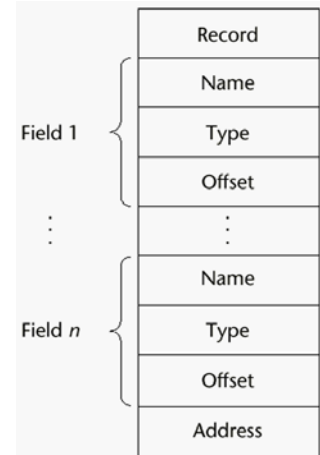 Record
Name
Field 1
Type
Offset
⋮
⋮
Name
Field n
Type
Offset
Address